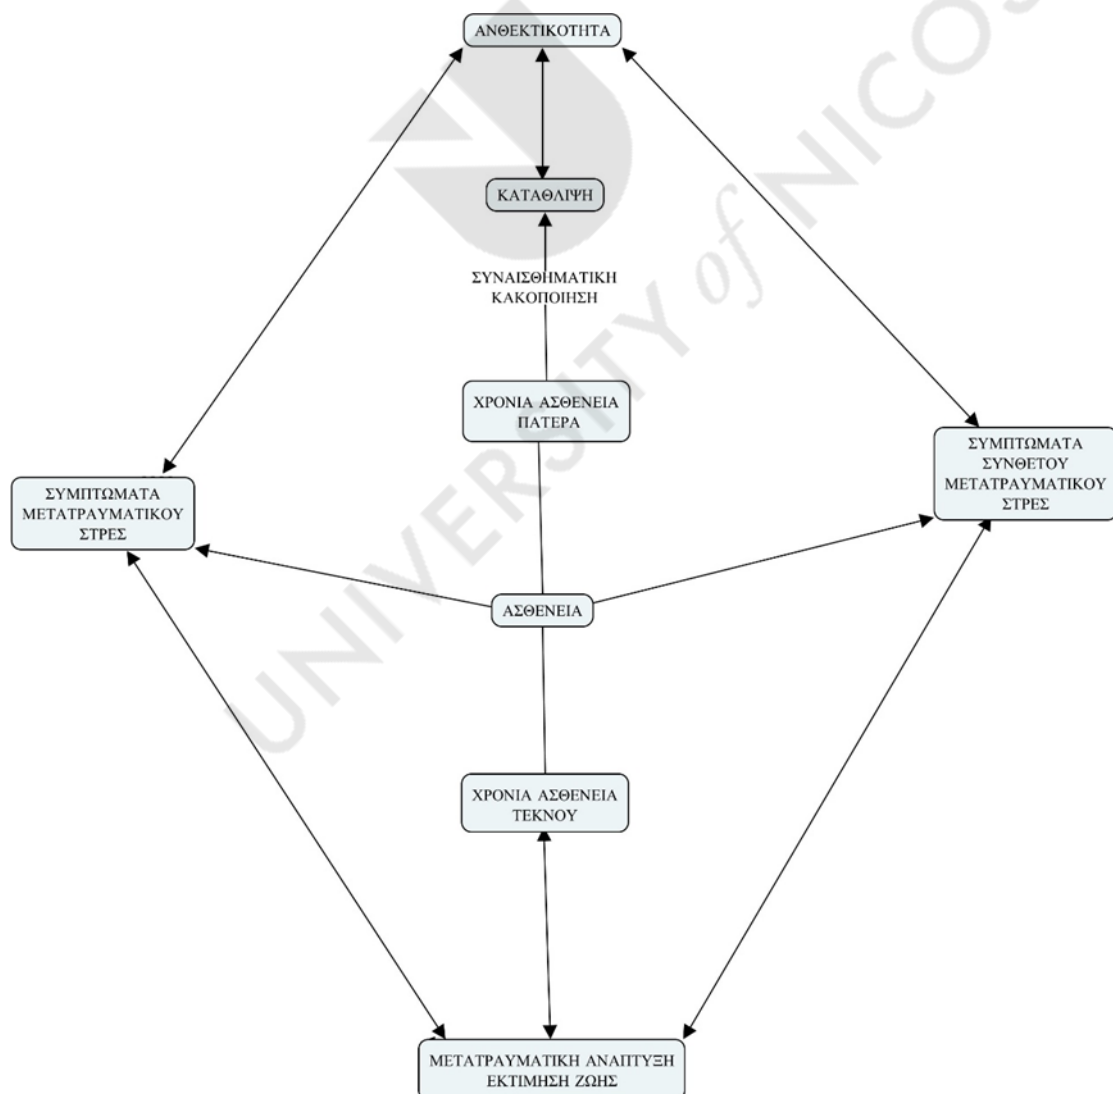 ΑΝΘΕΚΤΙΚΟΤΗΤΑ
ΚΑΤΑΘΛΙΨΗ
ΣΥΝΑΙΣΘΗΜΑΤΙΚΗ
ΚΑΚΟΠΟΙΗΣΗ
ΧΡΟΝΙΑ ΑΣΘΕΝΕΙΑ
ΠΑΤΕΡΑ
ΣΥΜΠΤΩΜΑΤΑ
ΣΥΝΘΕΤΟΥ
ΜΕΤΑΤΡΑΥΜΑΤΙΚΟΥ
ΣΤΡΕΣ
ΣΥΜΠΤΩΜΑΤΑ
ΜΕΤΑΤΡΑΥΜΑΤΙΚΟΥ
ΣΤΡΕΣ
ΑΣΘΕΝΕΙΑ
ΧΡΟΝΙΑ ΑΣΘΕΝΕΙΑ
ΤΕΚΝΟΥ
ΜΕΤΑΤΡΑΥΜΑΤΙΚΗ ΑΝΑΠΤΥΞΗ
ΕΚΤΙΜΗΣΗ ΖΩΗΣ
UNIVERSITY of NICOS